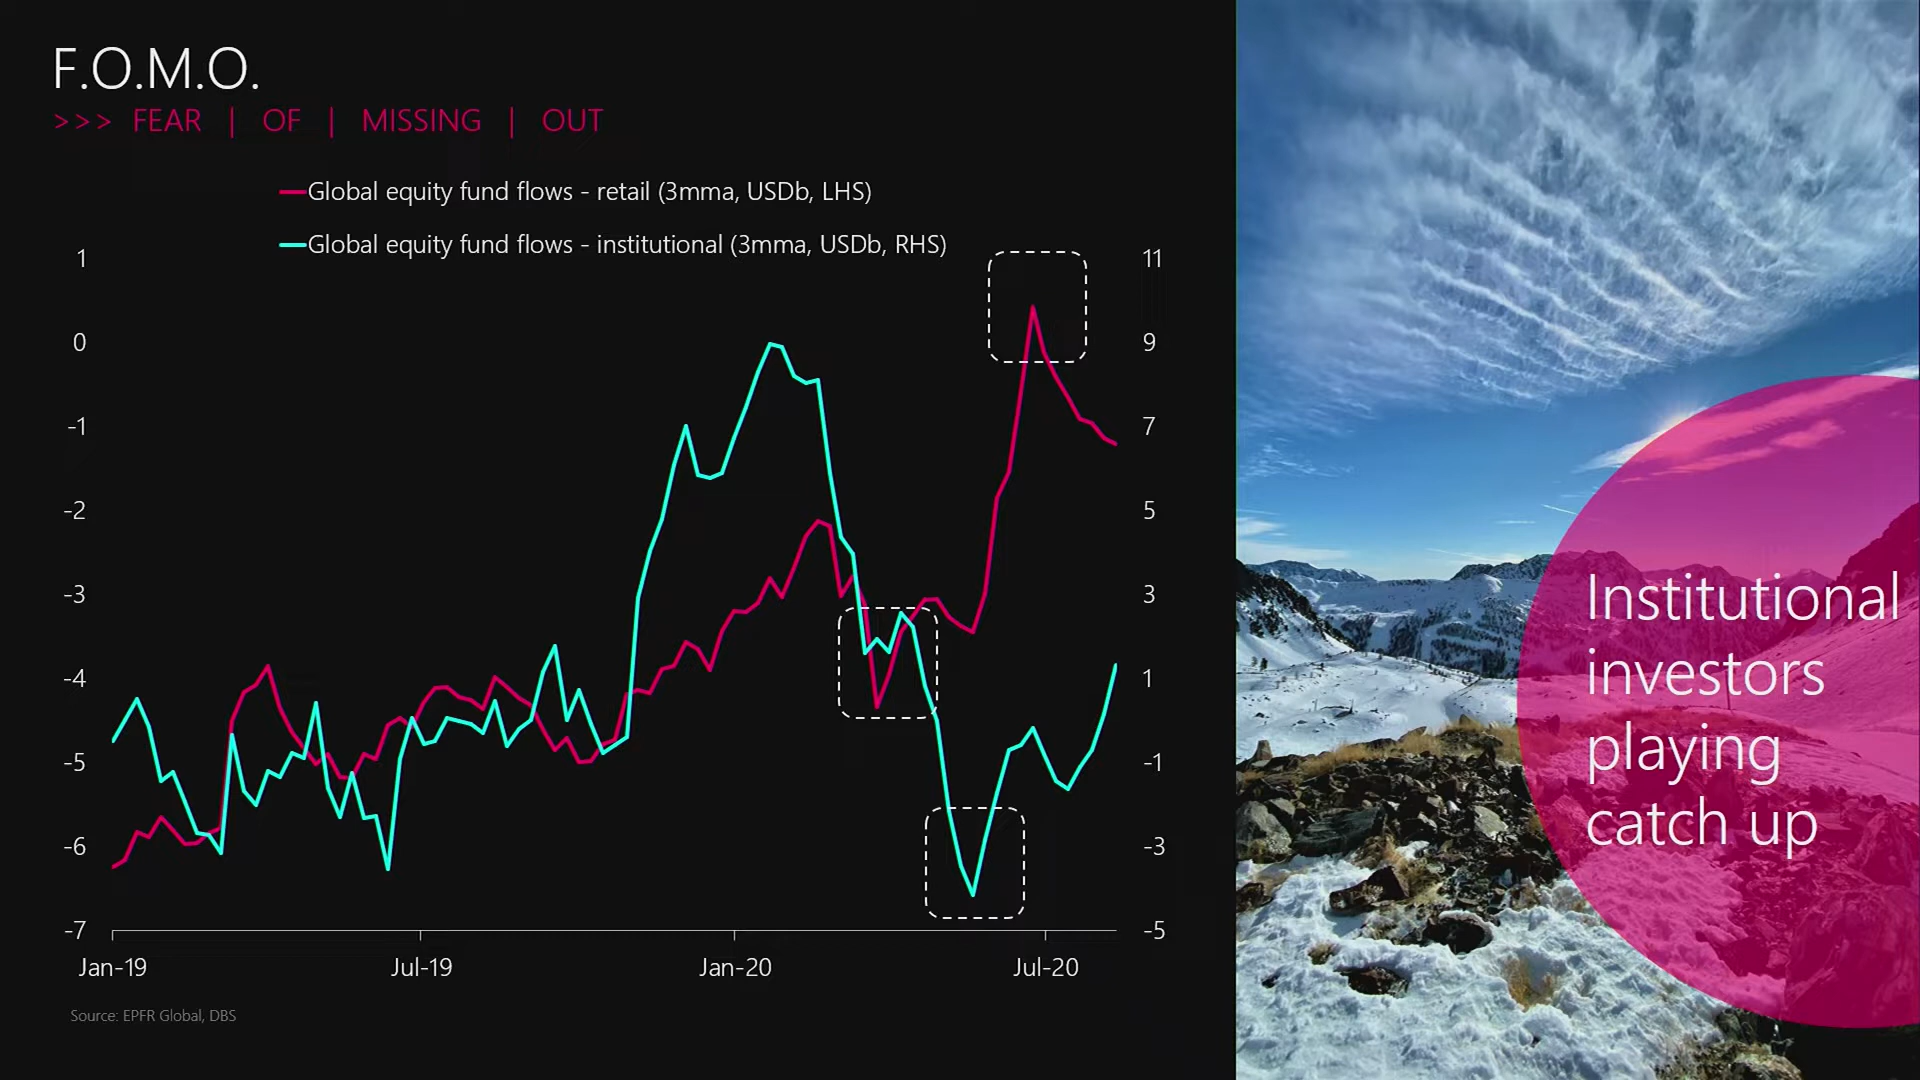 F.O.M.O.
>>> FEAR | OF | MISSING | OUT
Global equity fund flows - retail (3mma, USDb, LHS)
Global equity fund flows - institutional (3mma, USDb, RHS)
1
0
-1
-2
-3
-4
-5
-6
-7
11
9
7
5
3
1
-1
-3
-5
Jan-19 Jul-19 Jan-20 Jul-20
Source: EPFR Global, DBS
Institutional
investors
playing
catch up